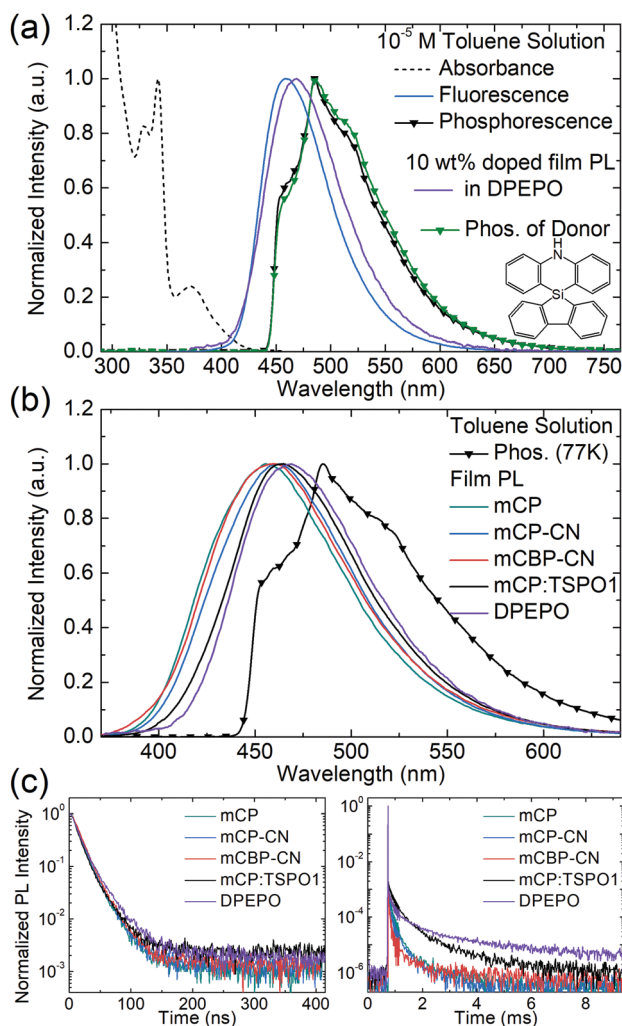 (a)
10⁻⁵ M Toluene Solution
Absorbance
Fluorescence
Phosphorescence
10 wt% doped film PL
in DPEPO
Phos. of Donor
H
N
Si
Normalized Intensity (a.u.)
1.0
0.8
0.6
0.4
0.2
0.0
300 350 400 450 500 550 600 650 700 750
Wavelength (nm)
(b)
Toluene Solution
Phos. (77K)
Film PL
mCP
mCP-CN
mCBP-CN
mCP:TSPO1
DPEPO
Normalized Intensity (a.u.)
1.0
0.8
0.6
0.4
0.2
0.0
400 450 500 550 600
Wavelength (nm)
(c)
Normalized PL Intensity
10⁰
10⁻¹
10⁻²
10⁻³
mCP
mCP-CN
mCBP-CN
mCP:TSPO1
DPEPO
0 100 200 300 400
Time (ns)
10⁰
10⁻²
10⁻⁴
10⁻⁶
mCP
mCP-CN
mCBP-CN
mCP:TSPO1
DPEPO
0 2 4 6 8
Time (ms)